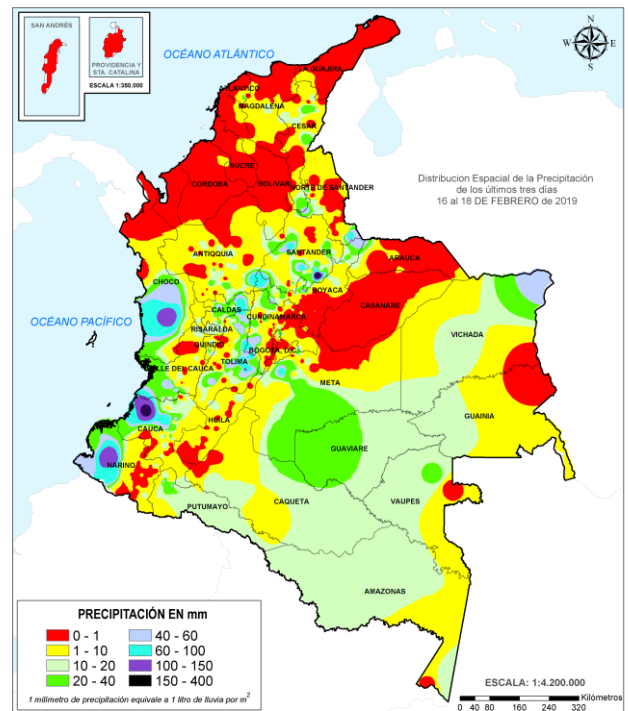 SAN ANDRÉS
PROVIDENCIA Y
STA. CATALINA
ESCALA 1:350.000
OCÉANO ATLÁNTICO
N
W
E
S
LA GUAJIRA
ATLANTICO
MAGDALENA
CESAR
SUCRE
CORDOBA
BOLIVAR
NORTE DE SANTANDER
Distribucion Espacial de la Precipitación
de los últimos tres días
16 al 18 DE FEBRERO de 2019
ANTIOQUIA
SANTANDER
ARAUCA
CHOCO
BOYACA
CASANARE
OCÉANO PACÍFICO
CALDAS
CUNDINAMARCA
VICHADA
RISARALDA
QUINDIO
BOGOTA, D.C.
TOLIMA
VALLE DEL CAUCA
META
GUAINIA
CAUCA
HUILA
GUAVIARE
NARIÑO
CAQUETA
VAUPES
PUTUMAYO
AMAZONAS
PRECIPITACIÓN EN mm
0 - 1
40 - 60
1 - 10
60 - 100
10 - 20
100 - 150
20 - 40
150 - 400
1 milimetro de precipitación equivale a 1 litro de lluvia por m2
ESCALA: 1:4.200.000
Kilómetros
0 40 80 160 240 320